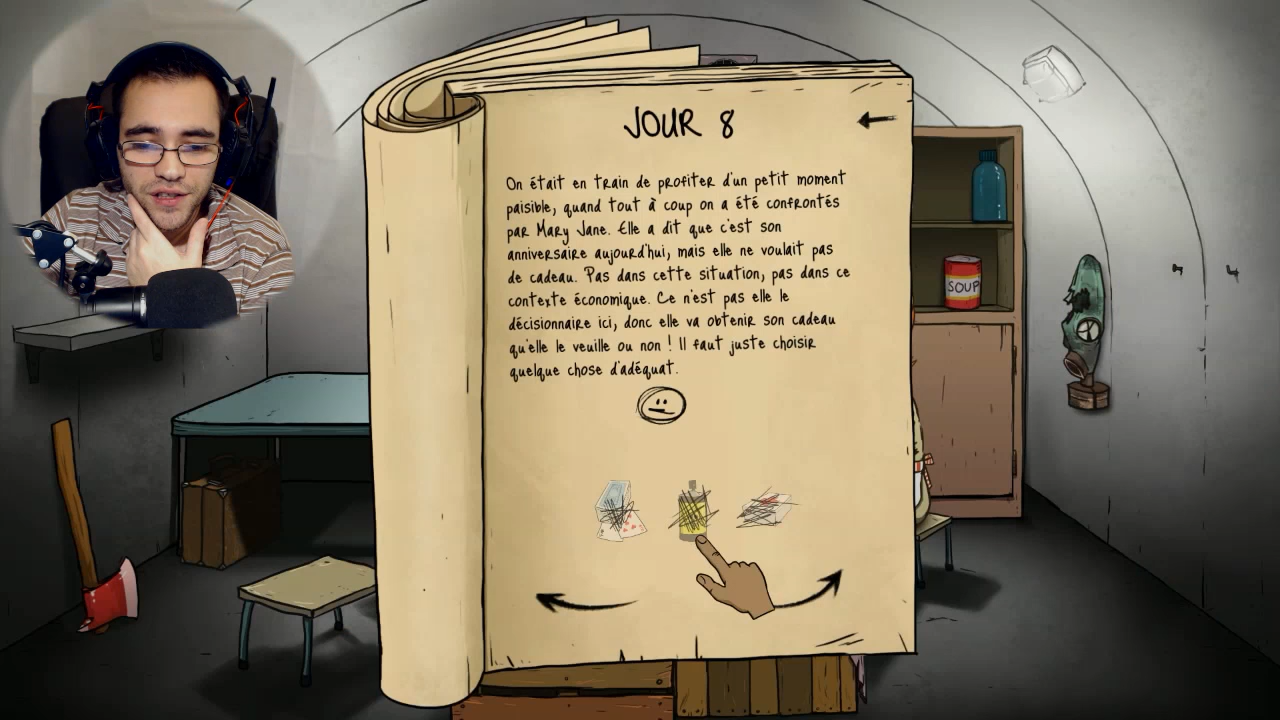 JOUR 8
On était en train de profiter d'un petit moment
paisible, quand tout à coup on a été confrontés
par Mary Jane. Elle a dit que c'est son
anniversaire aujourd'hui, mais elle ne voulait pas
de cadeau. Pas dans cette situation, pas dans ce
contexte économique. Ce n'est pas elle le
décisionnaire ici, donc elle va obtenir son cadeau
qu'elle le veuille ou non ! Il faut juste choisir
quelque chose d'adéquat.
SOUP